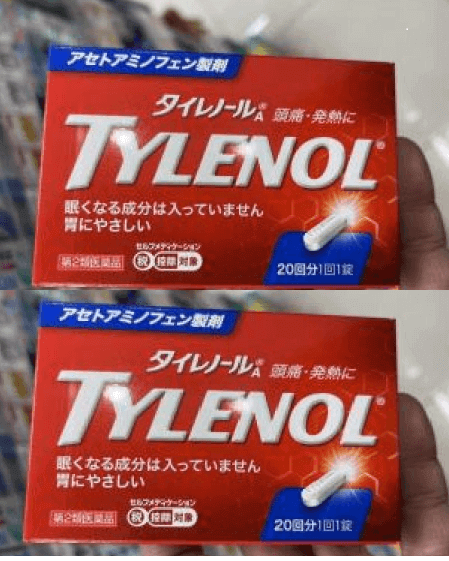 アセトアミノフェン製剤
タイレノールA 頭痛・発熱に
TYLENOL®
眠くなる成分は入っていません
胃にやさしい
セルフメディケーション
第2類医薬品 税 控除 対象
20回分1回1錠
アセトアミノフェン製剤
タイレノールA 頭痛・発熱に
TYLENOL®
眠くなる成分は入っていません
胃にやさしい
セルフメディケーション
第2類医薬品 税 控除 対象
20回分1回1錠